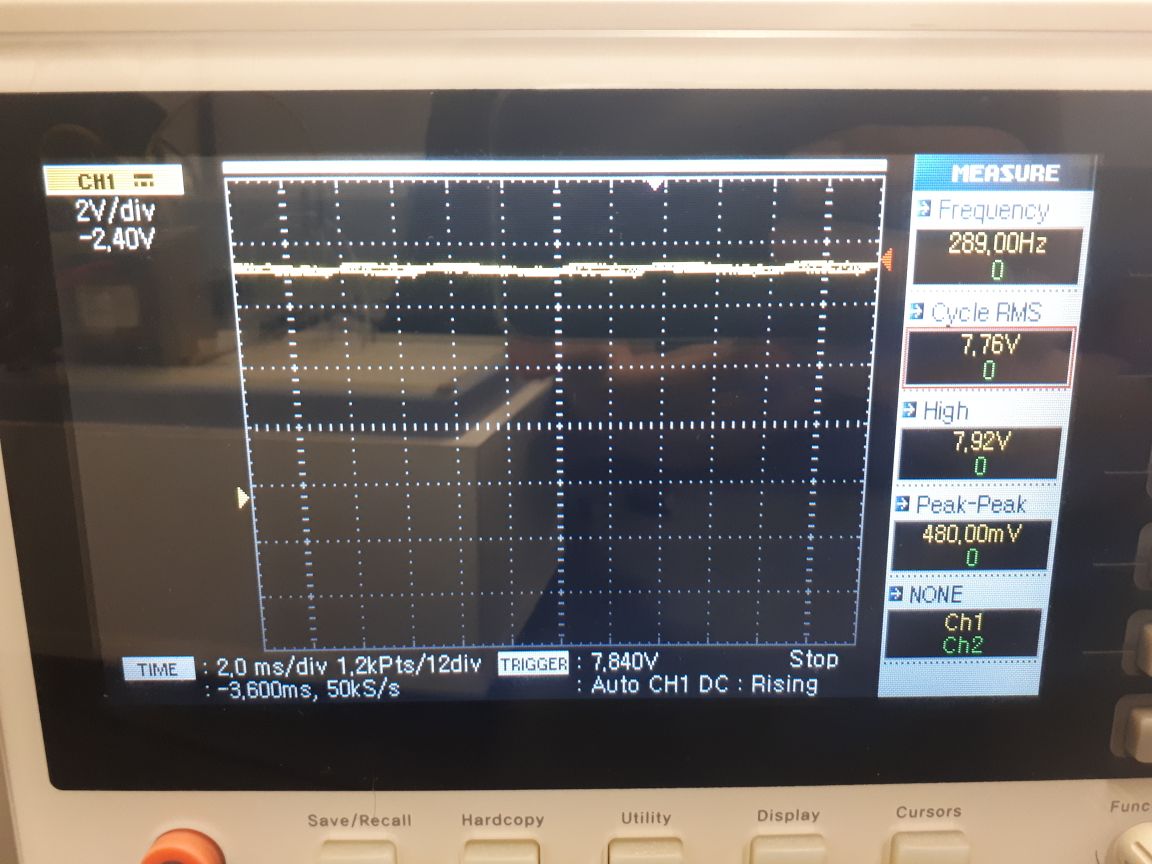 CH1
2V/div
-2,40V
MEASURE
Frequency
289,00Hz
0
Cycle RMS
7,76V
0
High
7,92V
0
Peak-Peak
480,00mV
0
NONE
Ch1
Ch2
TIME : 2,0 ms/div 1,2kPts/12div
: -3,600ms, 50kS/s
TRIGGER : 7,840V Stop
: Auto CH1 DC : Rising
Save/Recall Hardcopy Utility Display Cursors